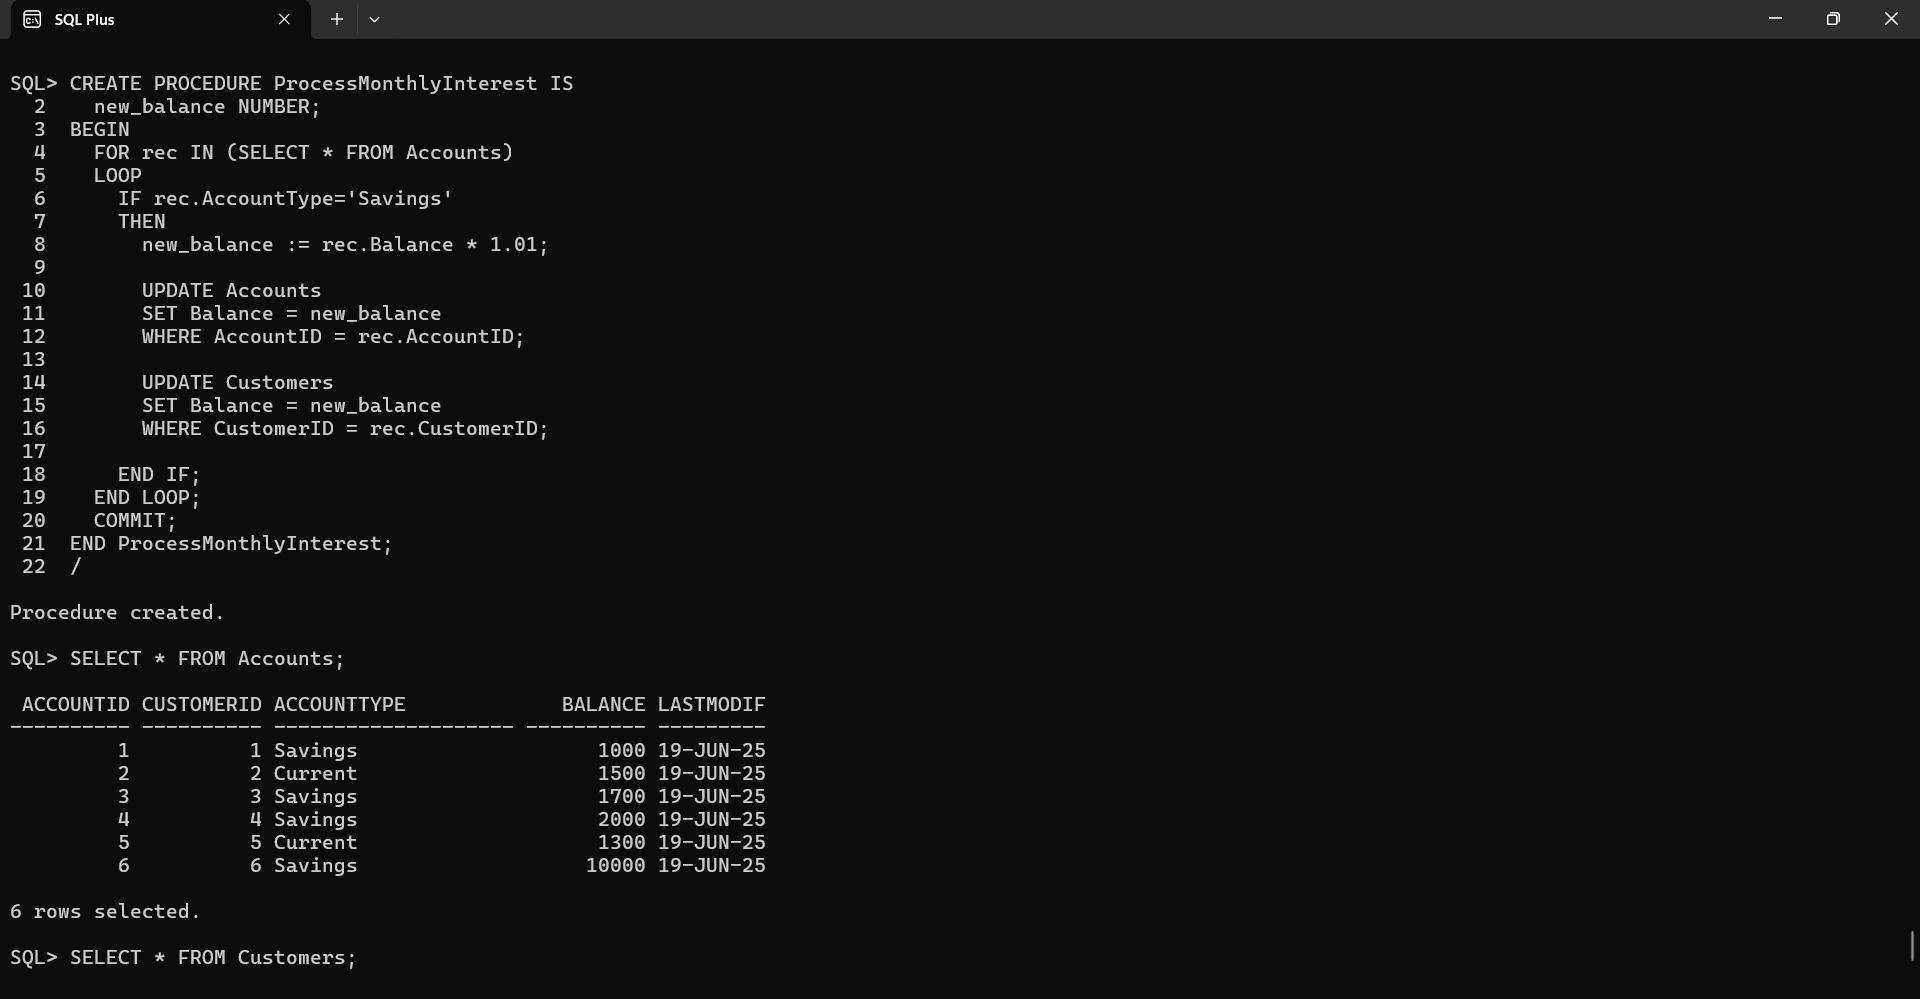 SQL Plus
SQL> CREATE PROCEDURE ProcessMonthlyInterest IS
  2    new_balance NUMBER;
  3  BEGIN
  4    FOR rec IN (SELECT * FROM Accounts)
  5    LOOP
  6      IF rec.AccountType='Savings'
  7      THEN
  8        new_balance := rec.Balance * 1.01;
  9
 10        UPDATE Accounts
 11        SET Balance = new_balance
 12        WHERE AccountID = rec.AccountID;
 13
 14        UPDATE Customers
 15        SET Balance = new_balance
 16        WHERE CustomerID = rec.CustomerID;
 17
 18      END IF;
 19    END LOOP;
 20    COMMIT;
 21  END ProcessMonthlyInterest;
 22  /
Procedure created.
SQL> SELECT * FROM Accounts;
 ACCOUNTID CUSTOMERID ACCOUNTTYPE             BALANCE LASTMODIF
---------- ---------- -------------------- ---------- ---------
         1          1 Savings                    1000 19-JUN-25
         2          2 Current                    1500 19-JUN-25
         3          3 Savings                    1700 19-JUN-25
         4          4 Savings                    2000 19-JUN-25
         5          5 Current                    1300 19-JUN-25
         6          6 Savings                   10000 19-JUN-25
6 rows selected.
SQL> SELECT * FROM Customers;